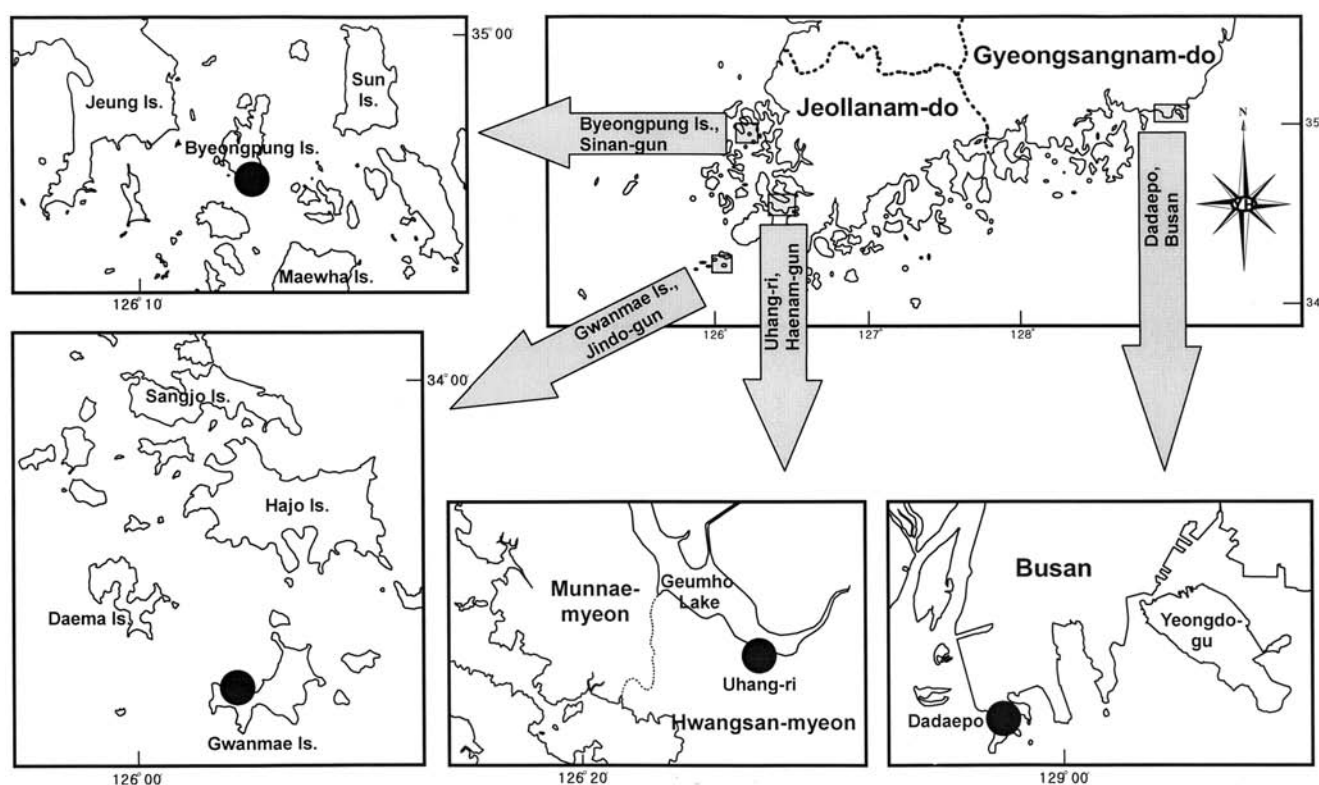 35° 00'
Jeung Is.
Sun
Is.
Byeongpung Is.
Maewha Is.
126° 10'
Gyeongsangnam-do
Jeollanam-do
Byeongpung Is.,
Sinan-gun
Gwanmae Is.,
Jindo-gun
Uhang-ri,
Haenam-gun
Dadaepo,
Busan
N
35
34
126°
127°
128°
34° 00'
Sangjo Is.
Hajo Is.
Daema Is.
Gwanmae Is.
126° 00'
Munnae-
myeon
Geumho
Lake
Uhang-ri
Hwangsan-myeon
126° 20'
Busan
Yeongdo-
gu
Dadaepo
129° 00'